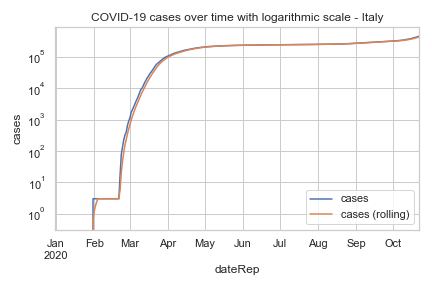 COVID-19 cases over time with logarithmic scale - Italy
cases
10^5
10^4
10^3
10^2
10^1
10^0
cases
cases (rolling)
Jan Feb Mar Apr May Jun Jul Aug Sep Oct
2020
dateRep